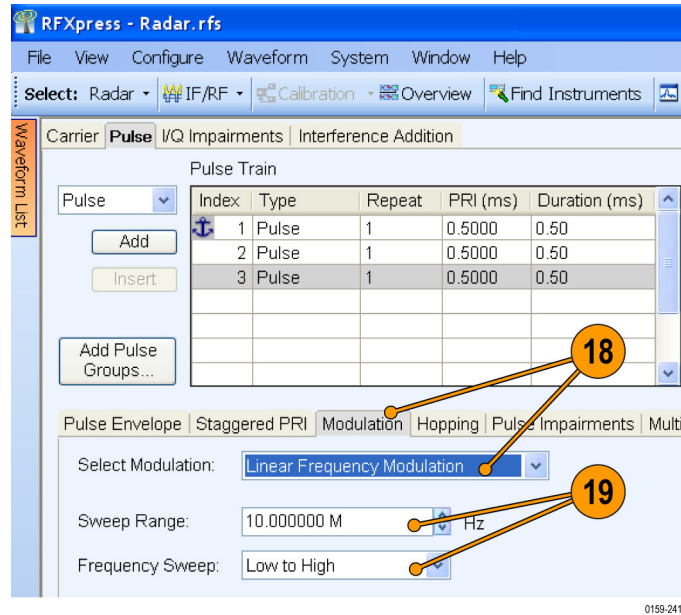 RFXpress - Radar.rfs
File View Configure Waveform System Window Help
Select: Radar IF/RF Calibration Overview Find Instruments
Waveform List
Carrier Pulse I/Q Impairments Interference Addition
Pulse Train
Pulse
Index Type Repeat PRI (ms) Duration (ms)
1 Pulse 1 0.5000 0.50
Add
2 Pulse 1 0.5000 0.50
Insert
3 Pulse 1 0.5000 0.50
Add Pulse
Groups...
18
Pulse Envelope Staggered PRI Modulation Hopping Pulse Impairments Multi
Select Modulation: Linear Frequency Modulation
19
Sweep Range: 10.000000 M Hz
Frequency Sweep: Low to High
0159-241